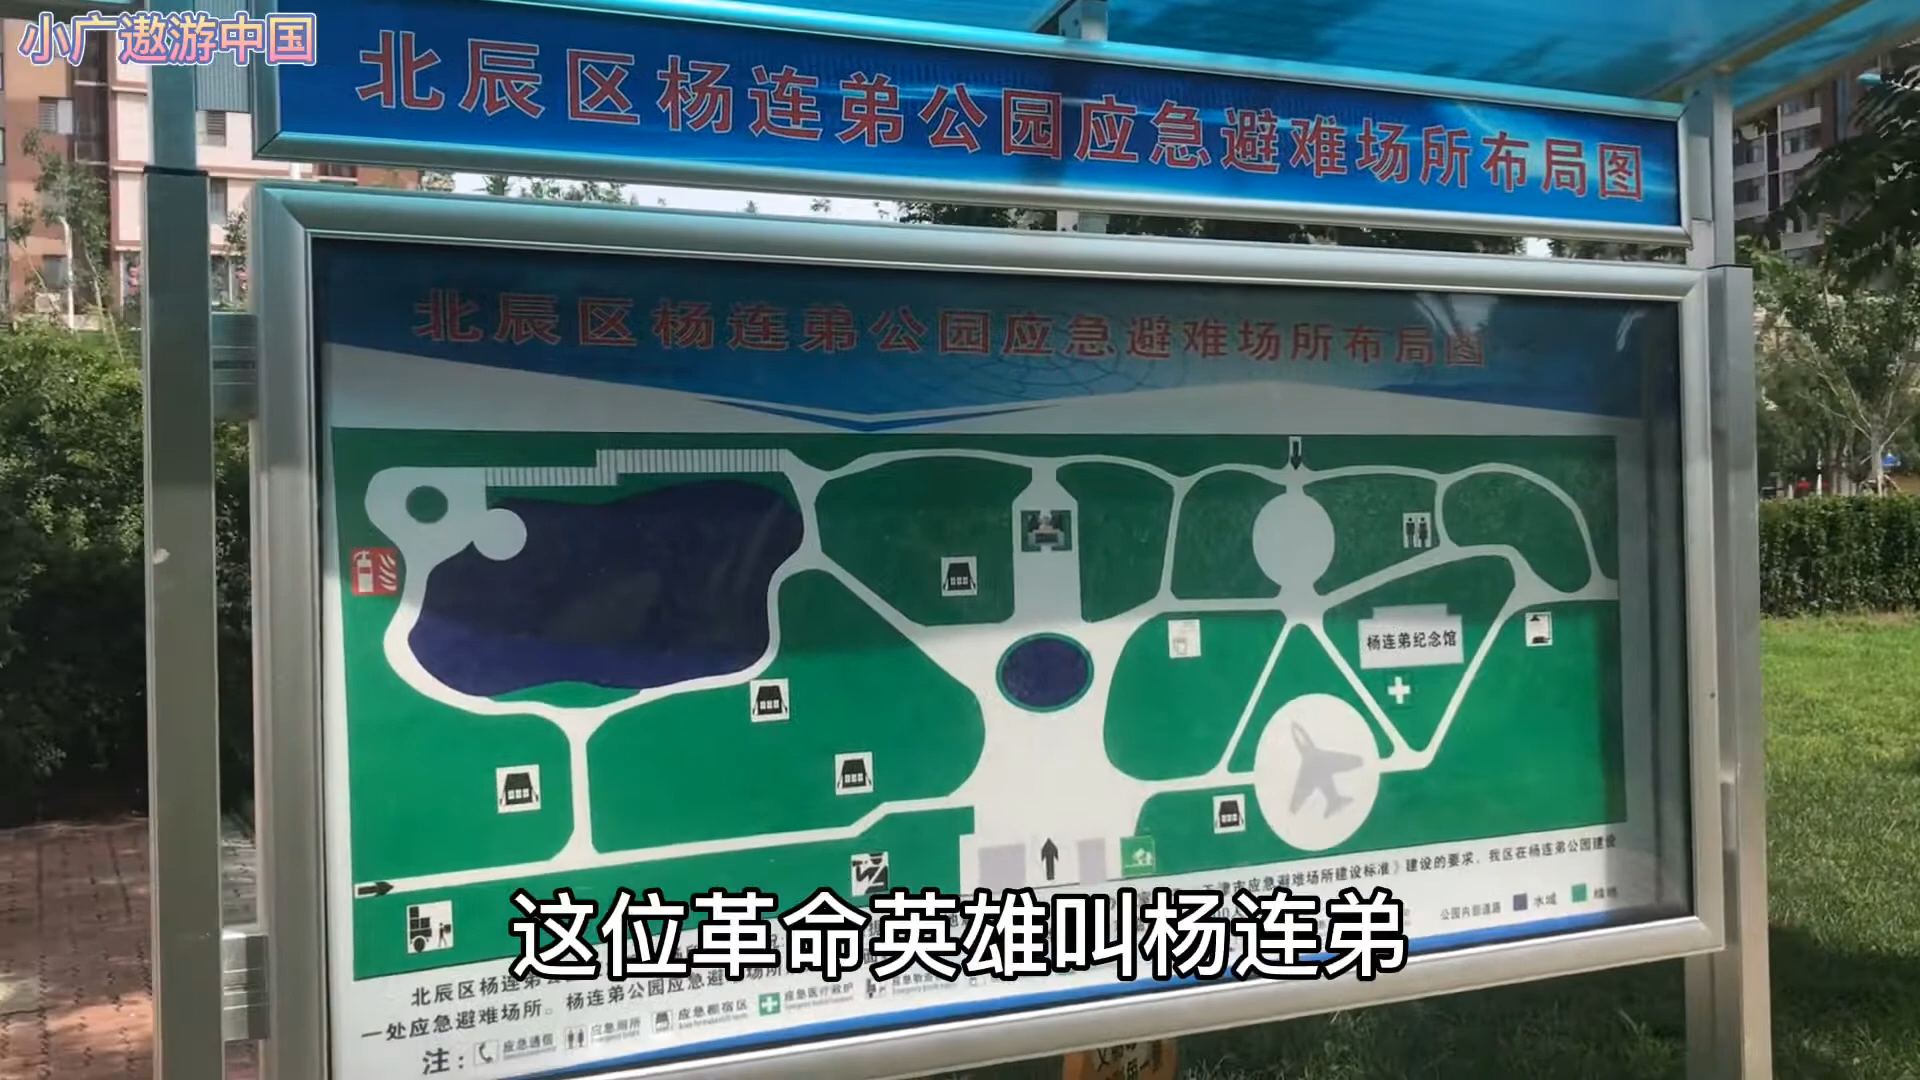 小广遨游中国
北辰区杨连弟公园应急避难场所布局图
北辰区杨连弟公园应急避难场所布局图
杨连弟纪念馆
津市应急避难场所建设标准》建设的要求,我区在杨连弟公园建设
这位革命英雄叫杨连弟
公园内部道路 水域 绿地
北辰区杨连弟公
一处应急避难场所。杨连弟公园应急避难场所
注: 应急通信 应急厕所 应急棚宿区 应急医疗救护